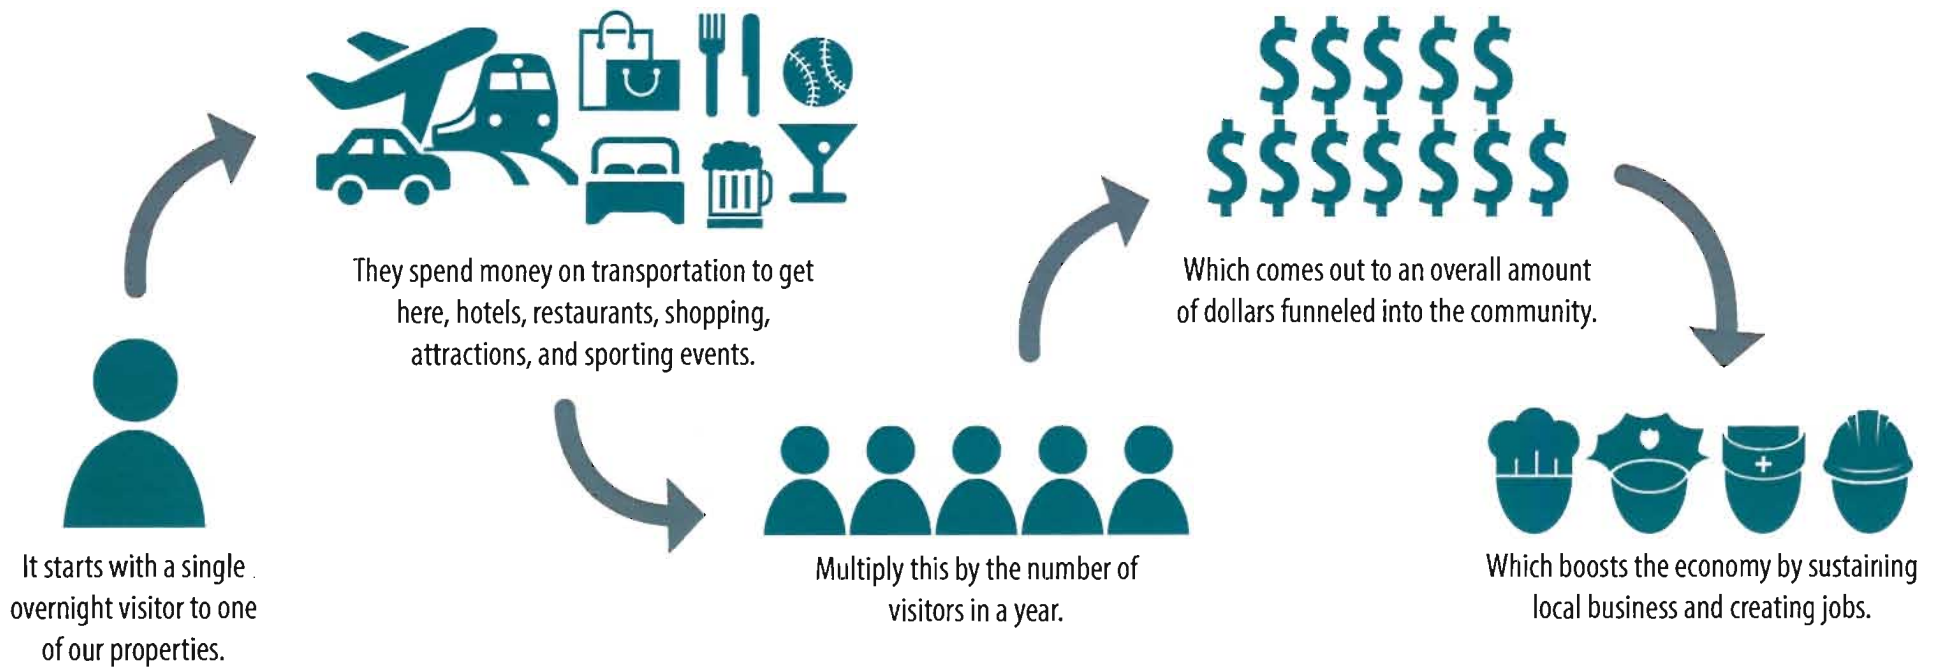 It starts with a single
overnight visitor to one
of our properties.
They spend money on transportation to get
here, hotels, restaurants, shopping,
attractions, and sporting events.
Multiply this by the number of
visitors in a year.
$ $ $ $ $
$ $ $ $ $ $ $
Which comes out to an overall amount
of dollars funneled into the community.
Which boosts the economy by sustaining
local business and creating jobs.